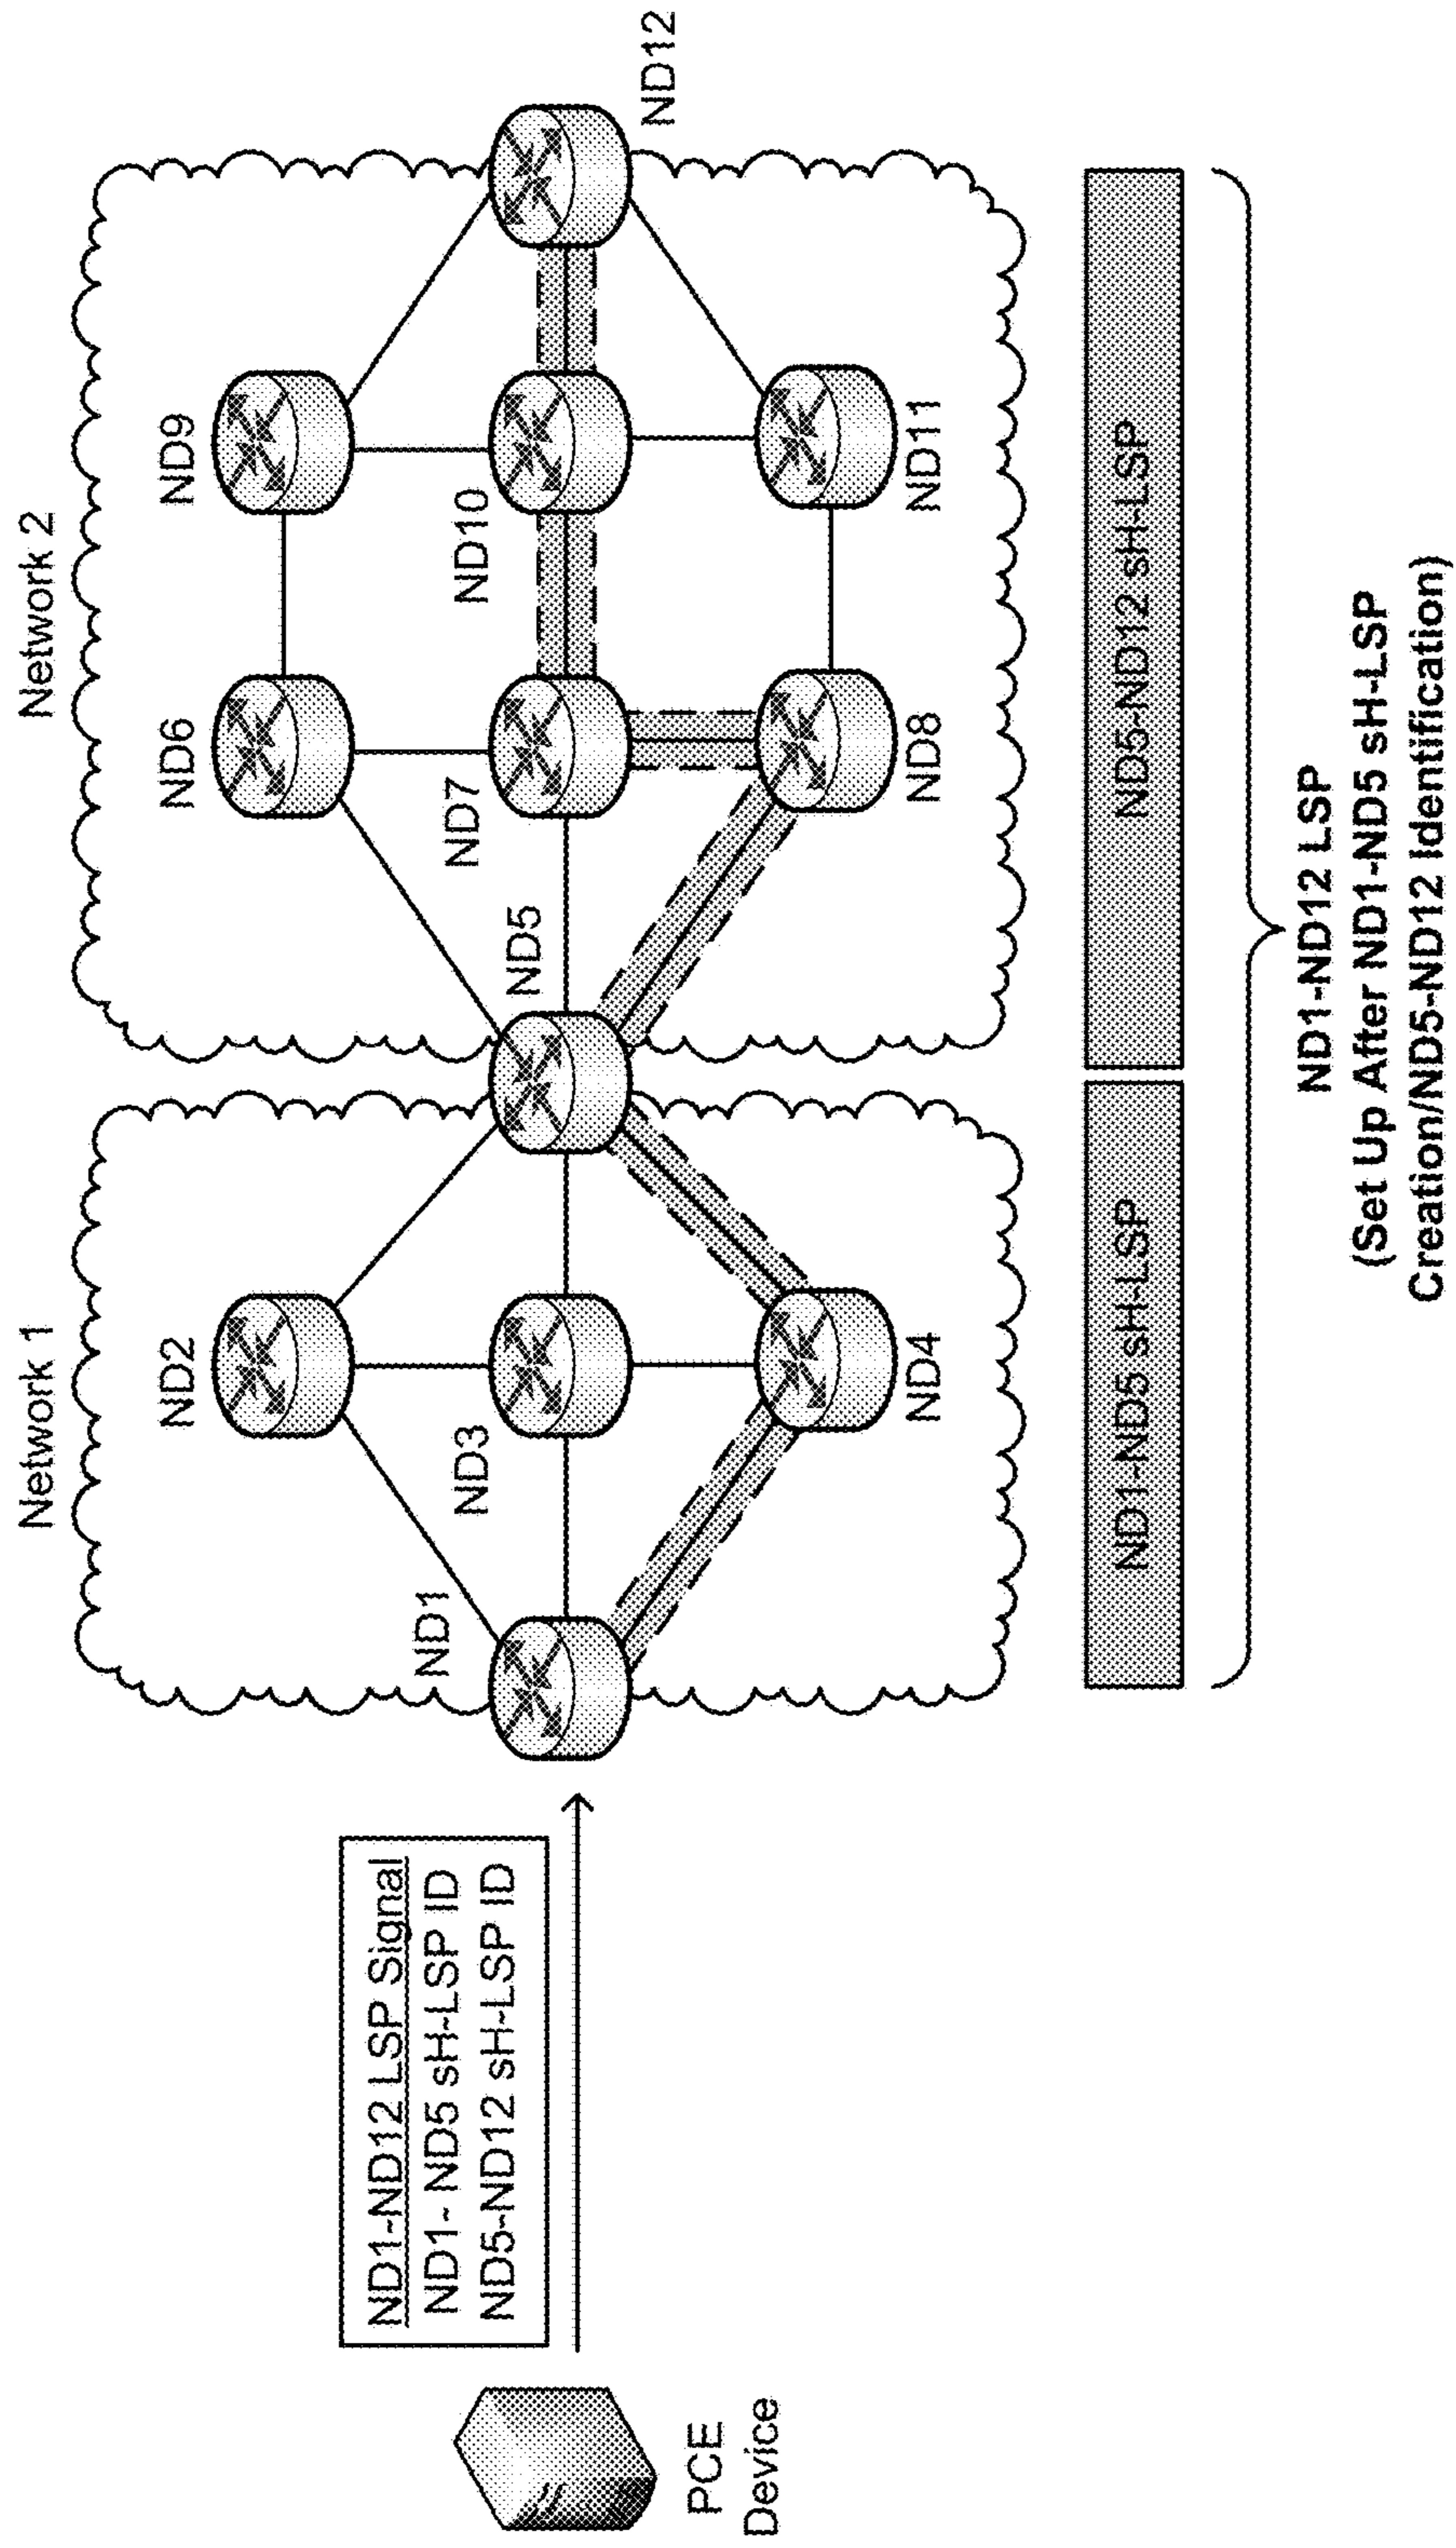 Network 1
Network 2
ND1-ND12 LSP Signal
ND1- ND5 sH-LSP ID
ND5-ND12 sH-LSP ID
PCE
Device
ND1
ND2
ND3
ND4
ND5
ND6
ND7
ND8
ND9
ND10
ND11
ND12
ND1-ND5 sH-LSP
ND5-ND12 sH-LSP
ND1-ND12 LSP
(Set Up After ND1-ND5 sH-LSP
Creation/ND5-ND12 Identification)